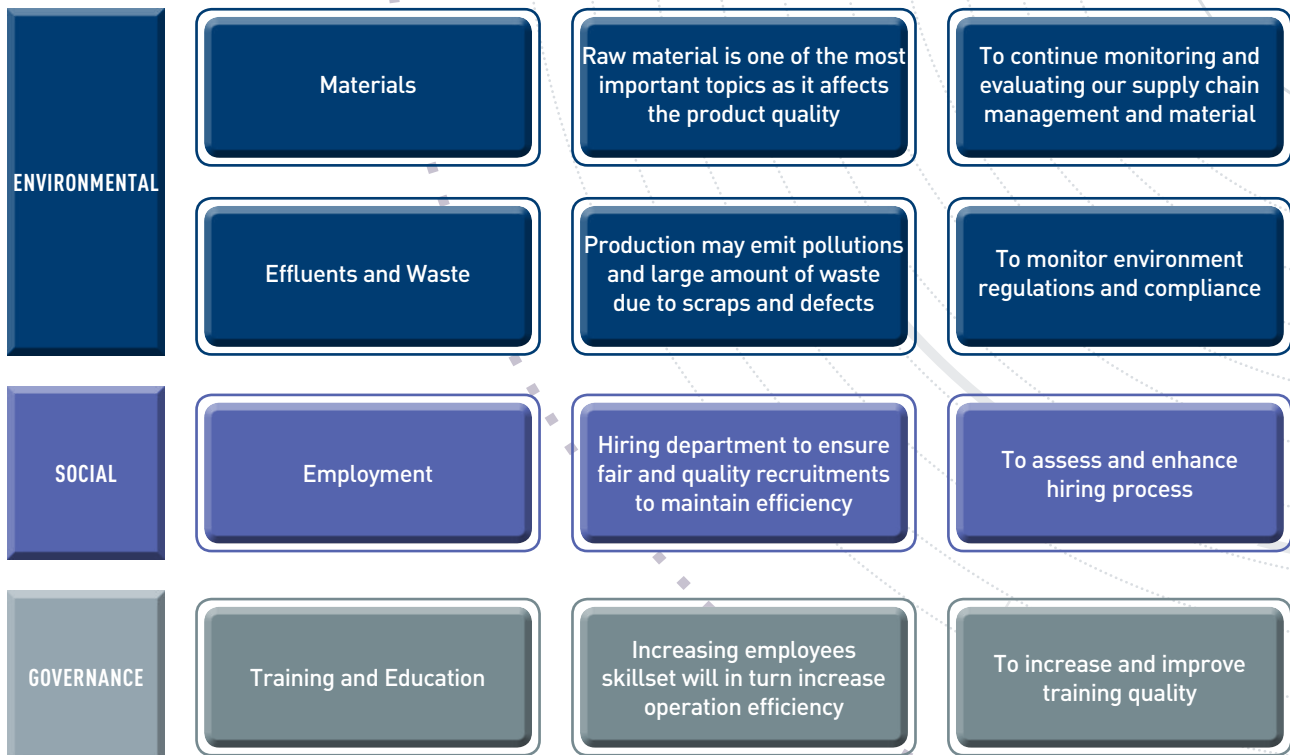 ENVIRONMENTAL
Materials
Raw material is one of the most
important topics as it affects
the product quality
To continue monitoring and
evaluating our supply chain
management and material
Effluents and Waste
Production may emit pollutions
and large amount of waste
due to scraps and defects
To monitor environment
regulations and compliance
SOCIAL
Employment
Hiring department to ensure
fair and quality recruitments
to maintain efficiency
To assess and enhance
hiring process
GOVERNANCE
Training and Education
Increasing employees
skillset will in turn increase
operation efficiency
To increase and improve
training quality